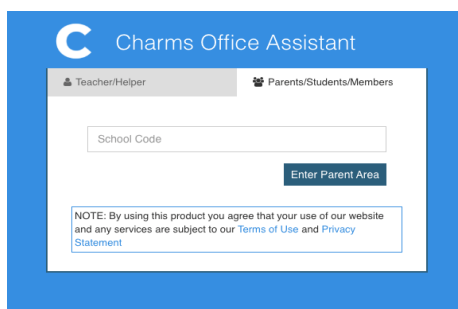 C Charms Office Assistant
Teacher/Helper
Parents/Students/Members
School Code
Enter Parent Area
NOTE: By using this product you agree that your use of our website
and any services are subject to our Terms of Use and Privacy
Statement